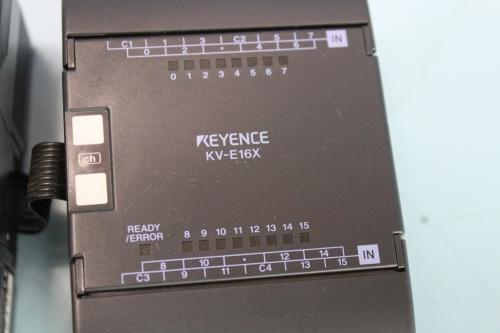 C1 1 3 C2 5 7 IN
0 2 • 4 6
0 1 2 3 4 5 6 7
KEYENCE
KV-E16X
ch
READY
/ERROR
8 9 10 11 12 13 14 15
8 10 • 12 14 IN
C3 9 11 C4 13 15